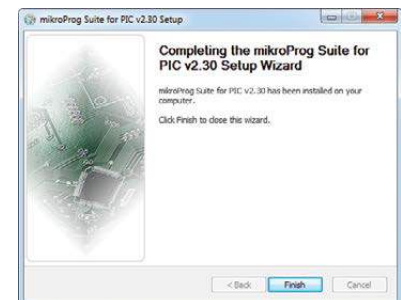 mikroProg Suite for PIC v2.30 Setup
Completing the mikroProg Suite for
PIC v2.30 Setup Wizard
mikroProg Suite for PIC v2.30 has been installed on your
computer.
Click Finish to close this wizard.
< Back Finish Cancel